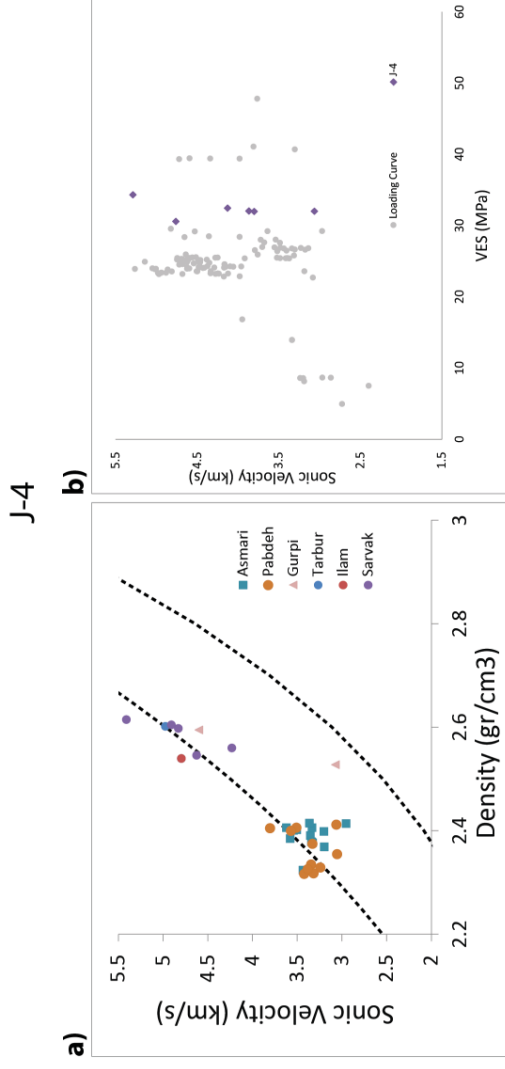 J-4
a)
5.5
5
4.5
4
3.5
3
2.5
2
Sonic Velocity (km/s)
2.2
2.4
2.6
2.8
3
Density (gr/cm3)
Asmari
Pabdeh
Gurpi
Tarbur
Ilam
Sarvak
b)
5.5
4.5
3.5
2.5
1.5
Sonic Velocity (km/s)
0
10
20
30
40
50
60
VES (MPa)
Loading Curve
J-4